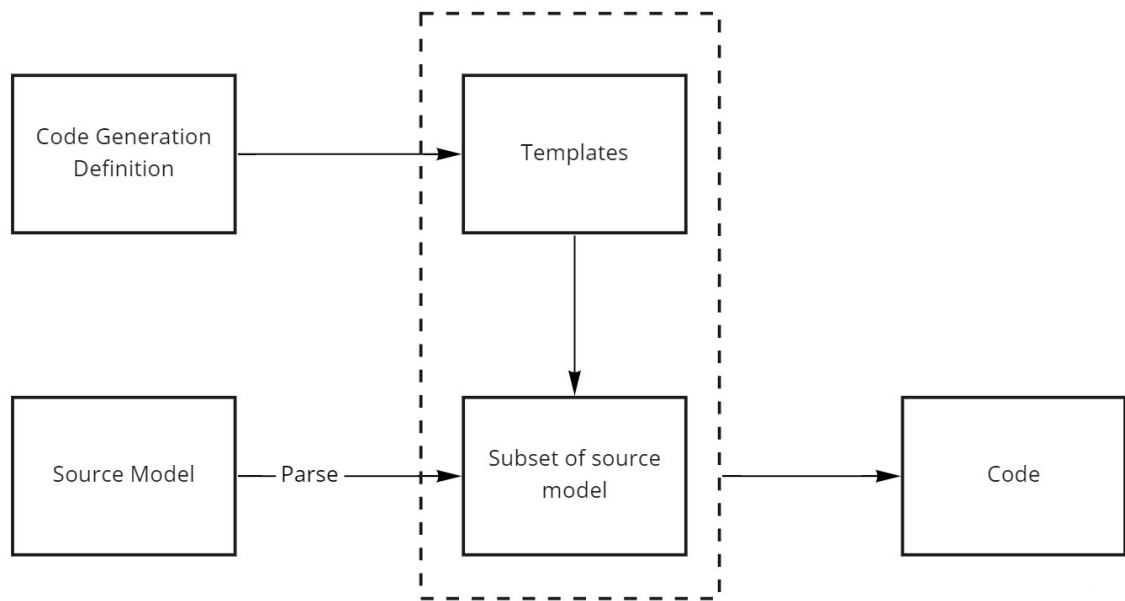 Code Generation
Definition
Templates
Source Model
Parse
Subset of source
model
Code